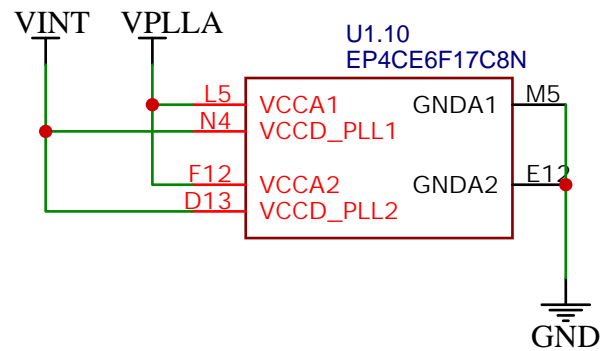 VINT VPLLA
U1.10
EP4CE6F17C8N
L5 VCCA1 GNDA1 M5
N4 VCCD_PLL1
F12 VCCA2 GNDA2 E12
D13 VCCD_PLL2
GND